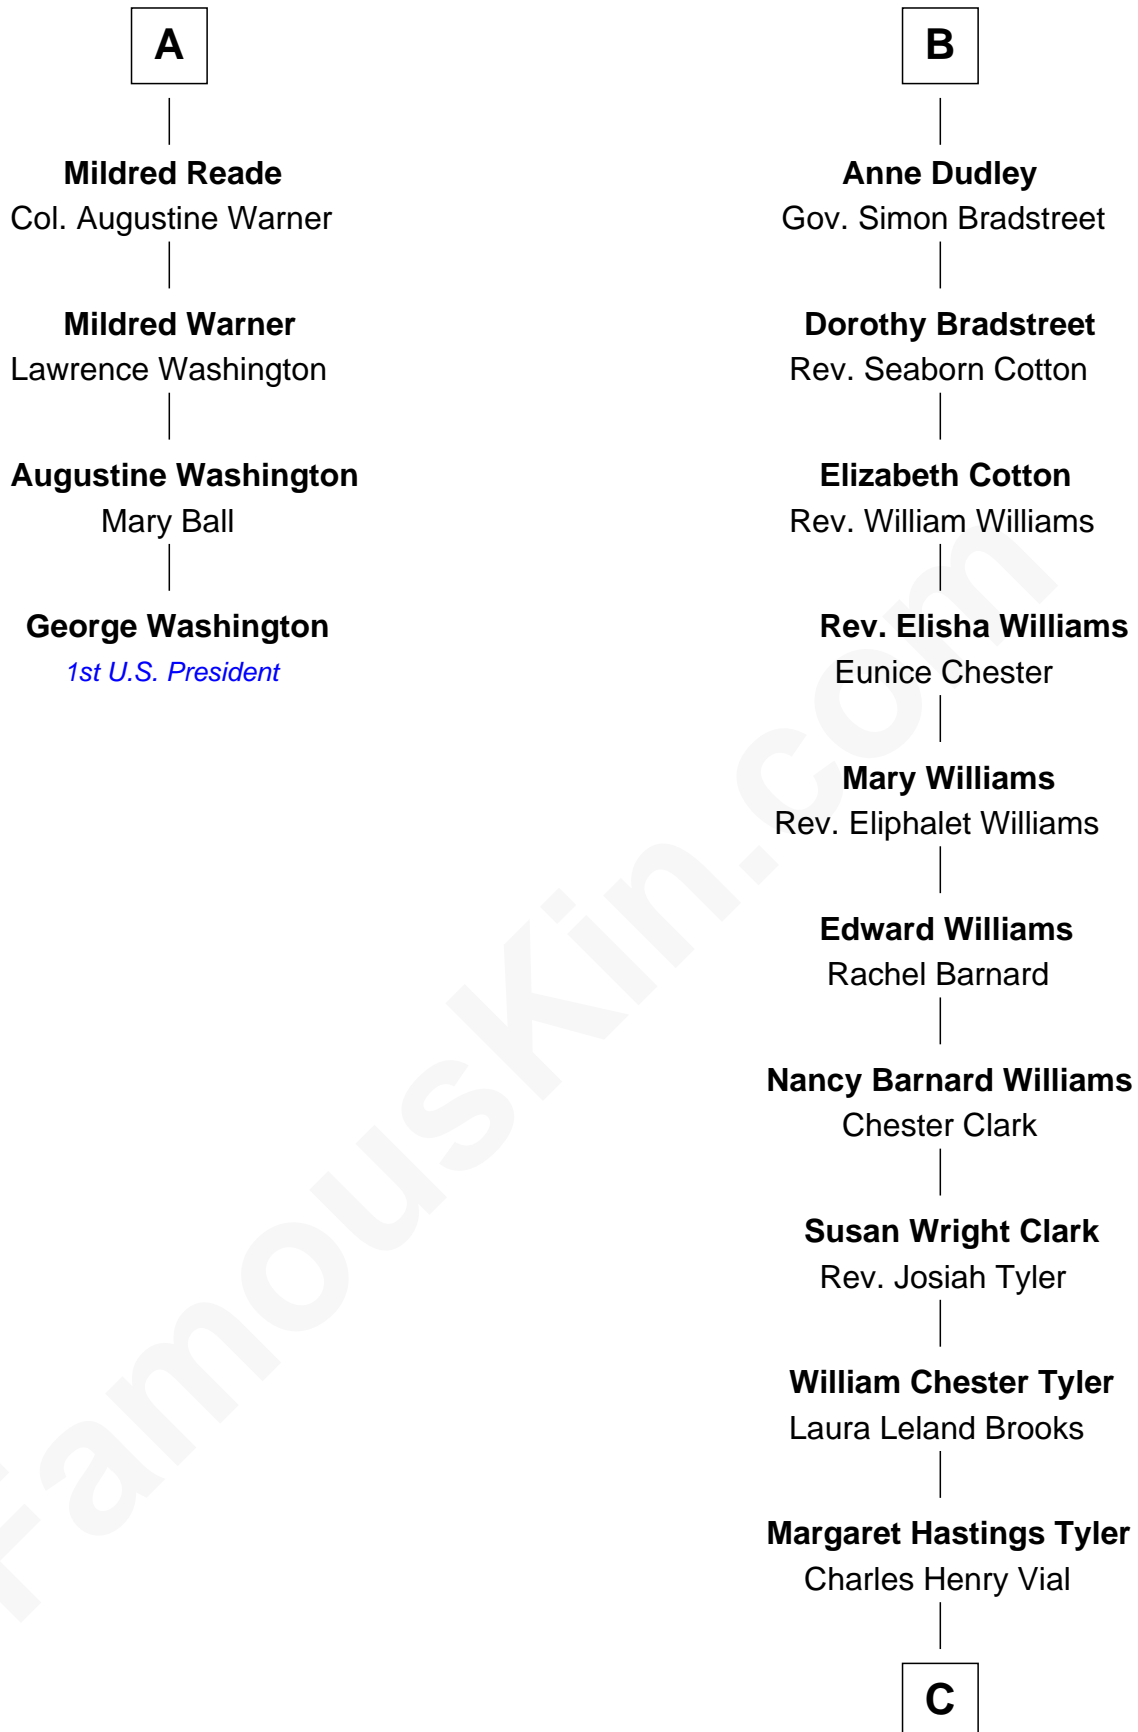 A
Mildred Reade
Col. Augustine Warner
Mildred Warner
Lawrence Washington
Augustine Washington
Mary Ball
George Washington
1st U.S. President
B
Anne Dudley
Gov. Simon Bradstreet
Dorothy Bradstreet
Rev. Seaborn Cotton
Elizabeth Cotton
Rev. William Williams
Rev. Elisha Williams
Eunice Chester
Mary Williams
Rev. Eliphalet Williams
Edward Williams
Rachel Barnard
Nancy Barnard Williams
Chester Clark
Susan Wright Clark
Rev. Josiah Tyler
William Chester Tyler
Laura Leland Brooks
Margaret Hastings Tyler
Charles Henry Vial
C
FamousKin.com